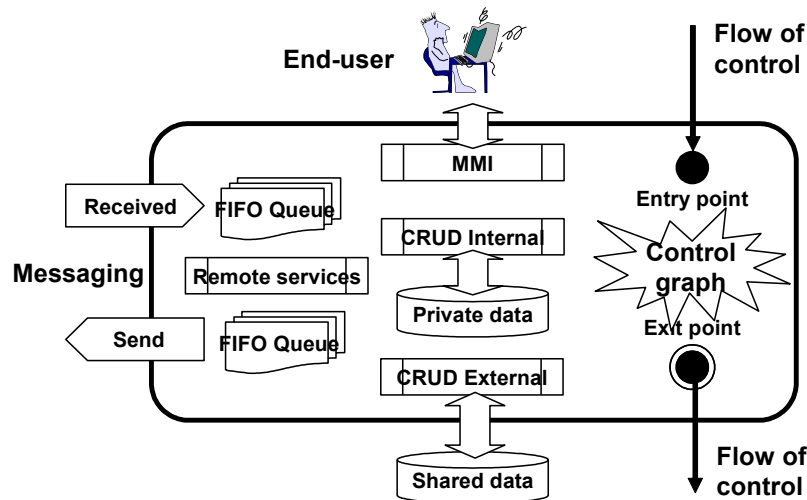 End-user
Flow of
control
MMI
Entry point
Received
FIFO Queue
CRUD Internal
Control
graph
Messaging
Remote services
Private data
Exit point
Send
FIFO Queue
CRUD External
Flow of
control
Shared data